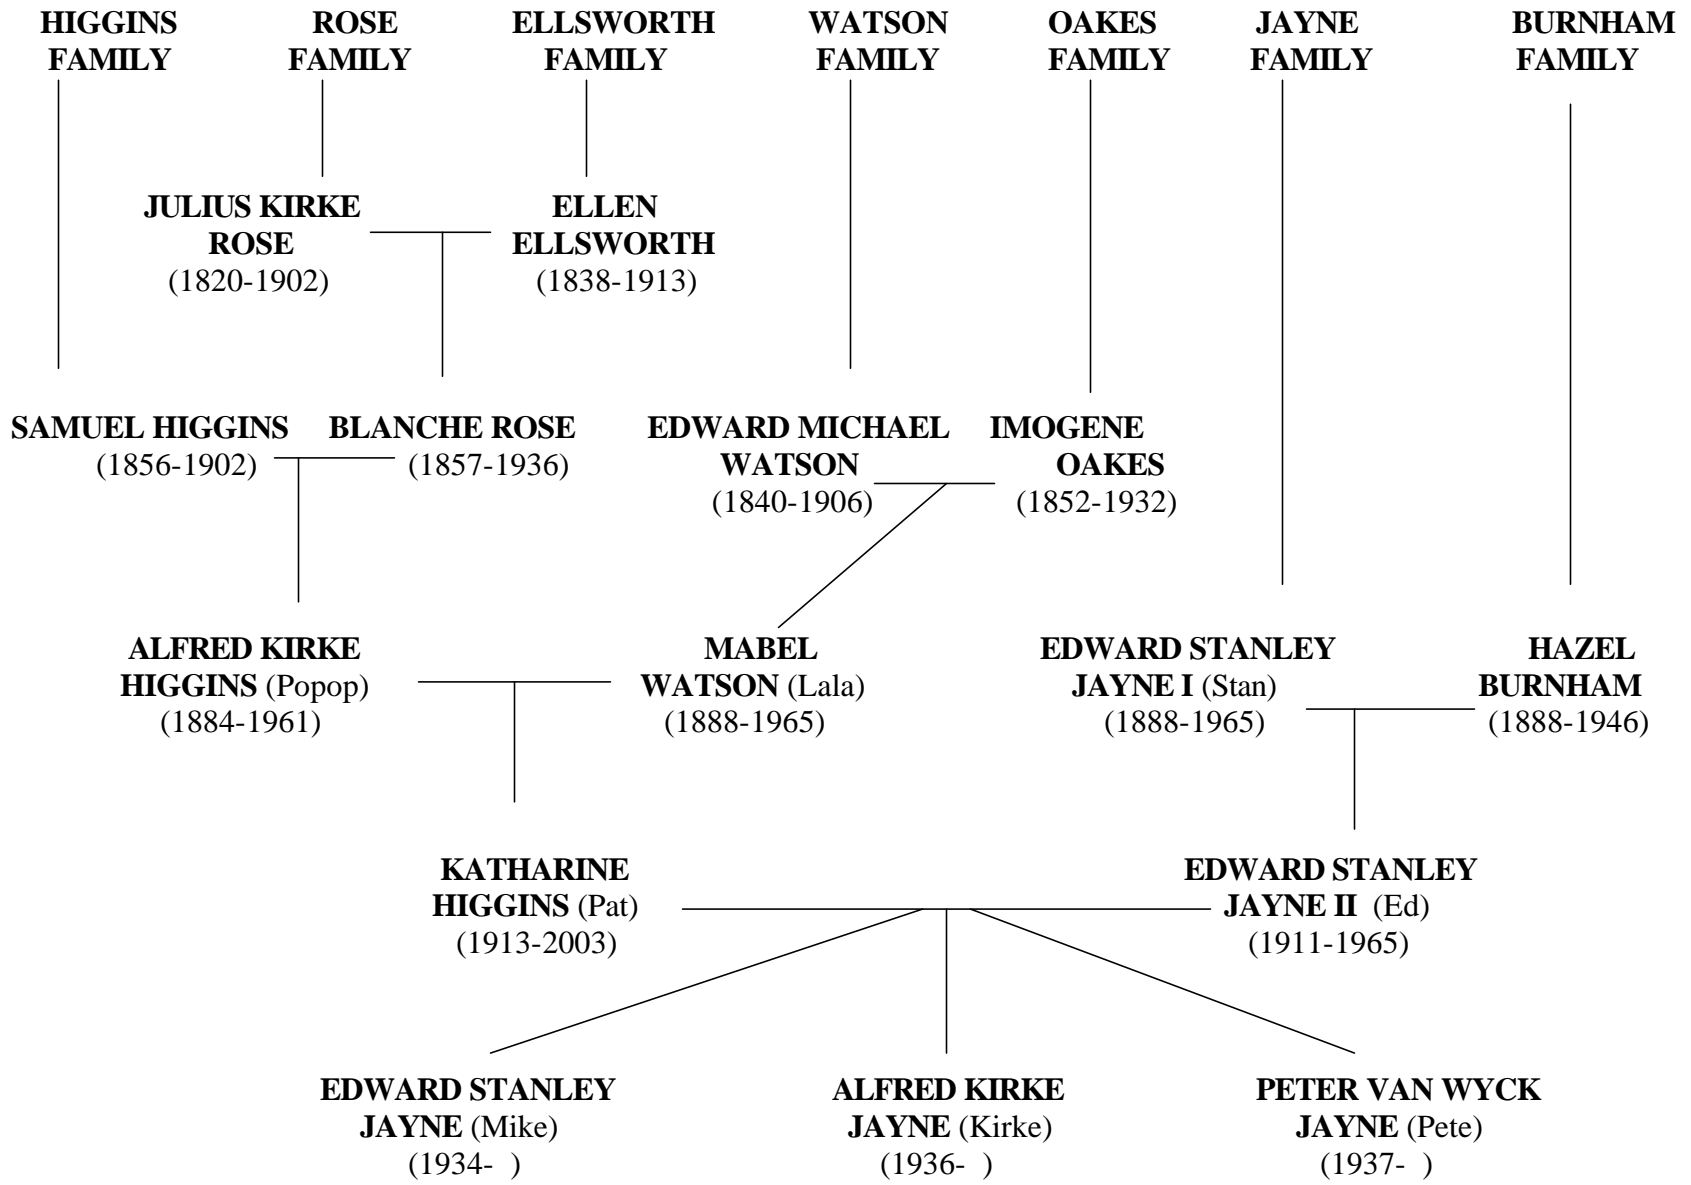 HIGGINS FAMILY
ROSE FAMILY
ELLSWORTH FAMILY
WATSON FAMILY
OAKES FAMILY
JAYNE FAMILY
BURNHAM FAMILY
JULIUS KIRKE
ROSE
(1820-1902)
ELLEN
ELLSWORTH
(1838-1913)
SAMUEL HIGGINS
(1856-1902)
BLANCHE ROSE
(1857-1936)
EDWARD MICHAEL
WATSON
(1840-1906)
IMOGENE
OAKES
(1852-1932)
ALFRED KIRKE
HIGGINS (Popop)
(1884-1961)
MABEL
WATSON (Lala)
(1888-1965)
EDWARD STANLEY
JAYNE I (Stan)
(1888-1965)
HAZEL
BURNHAM
(1888-1946)
KATHARINE
HIGGINS (Pat)
(1913-2003)
EDWARD STANLEY
JAYNE II (Ed)
(1911-1965)
EDWARD STANLEY
JAYNE (Mike)
(1934- )
ALFRED KIRKE
JAYNE (Kirke)
(1936- )
PETER VAN WYCK
JAYNE (Pete)
(1937- )